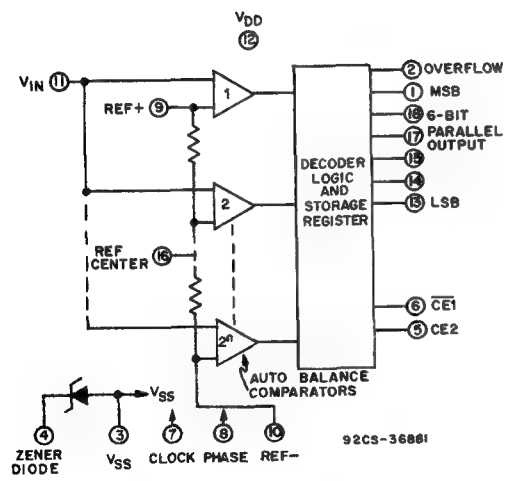 VDD
12
VIN 11
REF+ 9
1
2
2n
REF
CENTER 16
DECODER
LOGIC
AND
STORAGE
REGISTER
2 OVERFLOW
1 MSB
18 6-BIT
17 PARALLEL
OUTPUT
15
14
13 LSB
6 CE1
5 CE2
AUTO BALANCE
COMPARATORS
VSS
4
3
7
8
10
ZENER
DIODE
VSS
CLOCK
PHASE
REF-
92CS-36881